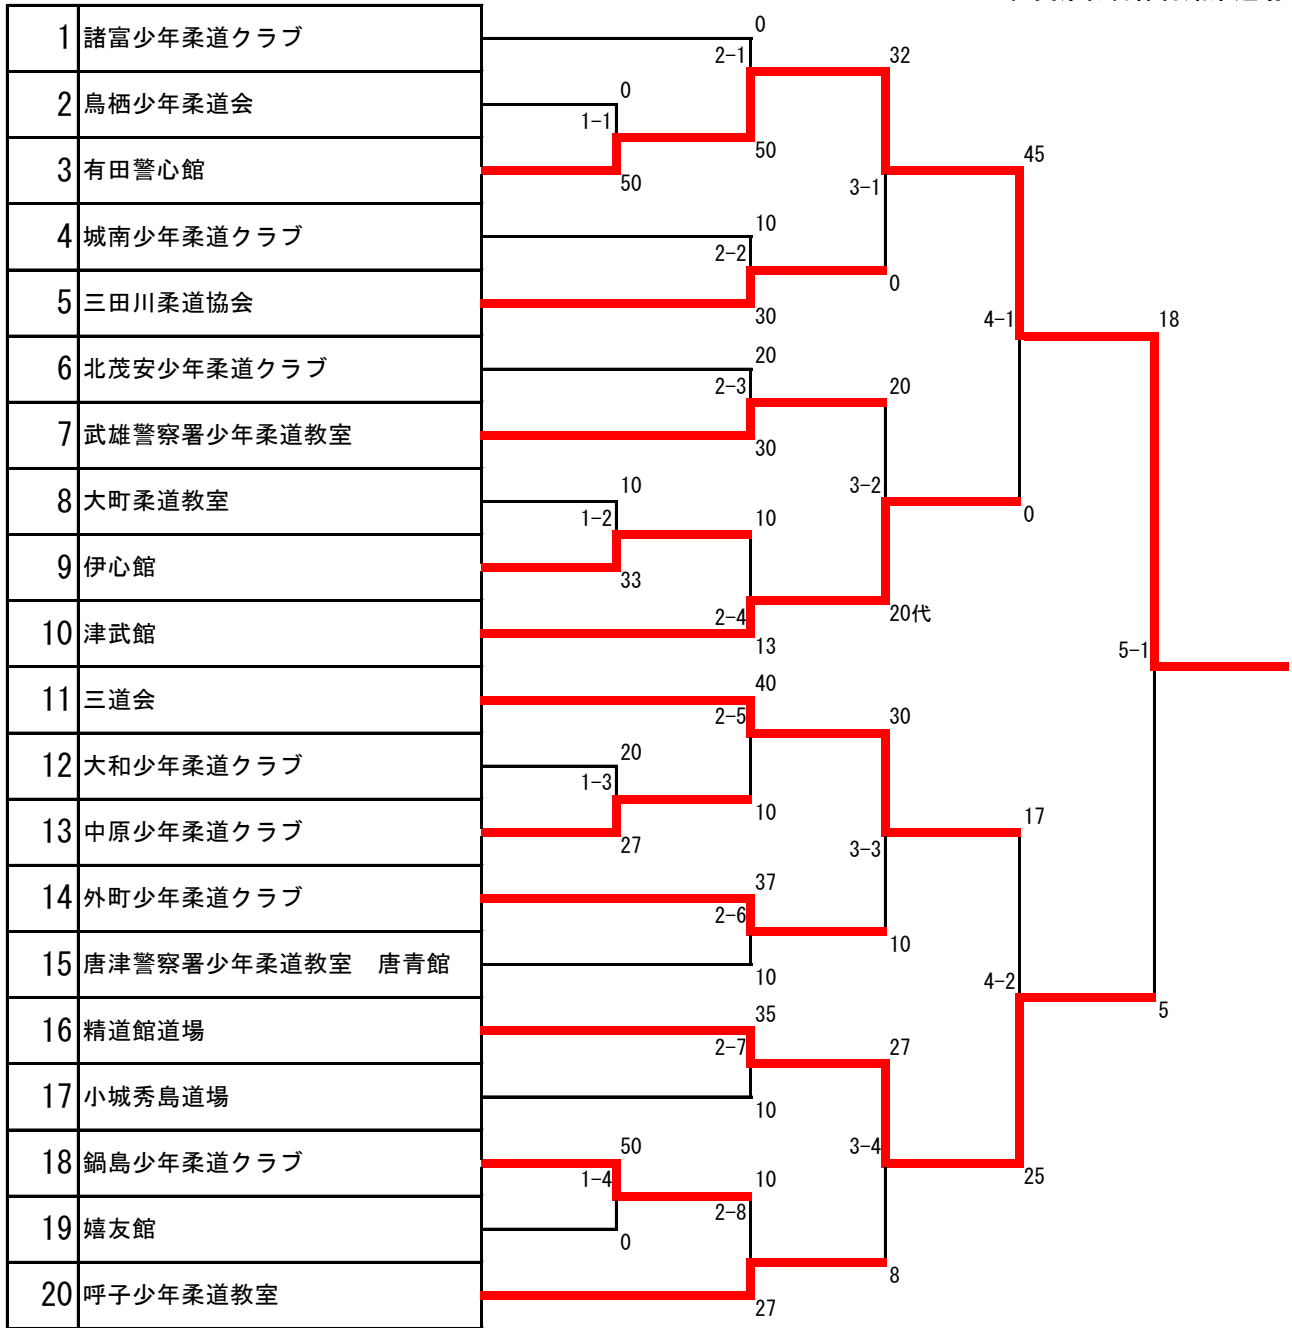 1 諸富少年柔道クラブ
2 鳥栖少年柔道会
3 有田警心館
4 城南少年柔道クラブ
5 三田川柔道協会
6 北茂安少年柔道クラブ
7 武雄警察署少年柔道教室
8 大町柔道教室
9 伊心館
10 津武館
11 三道会
12 大和少年柔道クラブ
13 中原少年柔道クラブ
14 外町少年柔道クラブ
15 唐津警察署少年柔道教室　唐青館
16 精道館道場
17 小城秀島道場
18 鍋島少年柔道クラブ
19 嬉友館
20 呼子少年柔道教室
0
1-1
50
10
1-2
33
20
1-3
27
50
1-4
0
0
2-1
50
10
2-2
30
20
2-3
30
10
2-4
13
40
2-5
10
37
2-6
10
35
2-7
10
10
2-8
27
32
3-1
0
20
3-2
20代
30
3-3
10
27
3-4
8
45
4-1
0
17
4-2
25
18
5-1
5